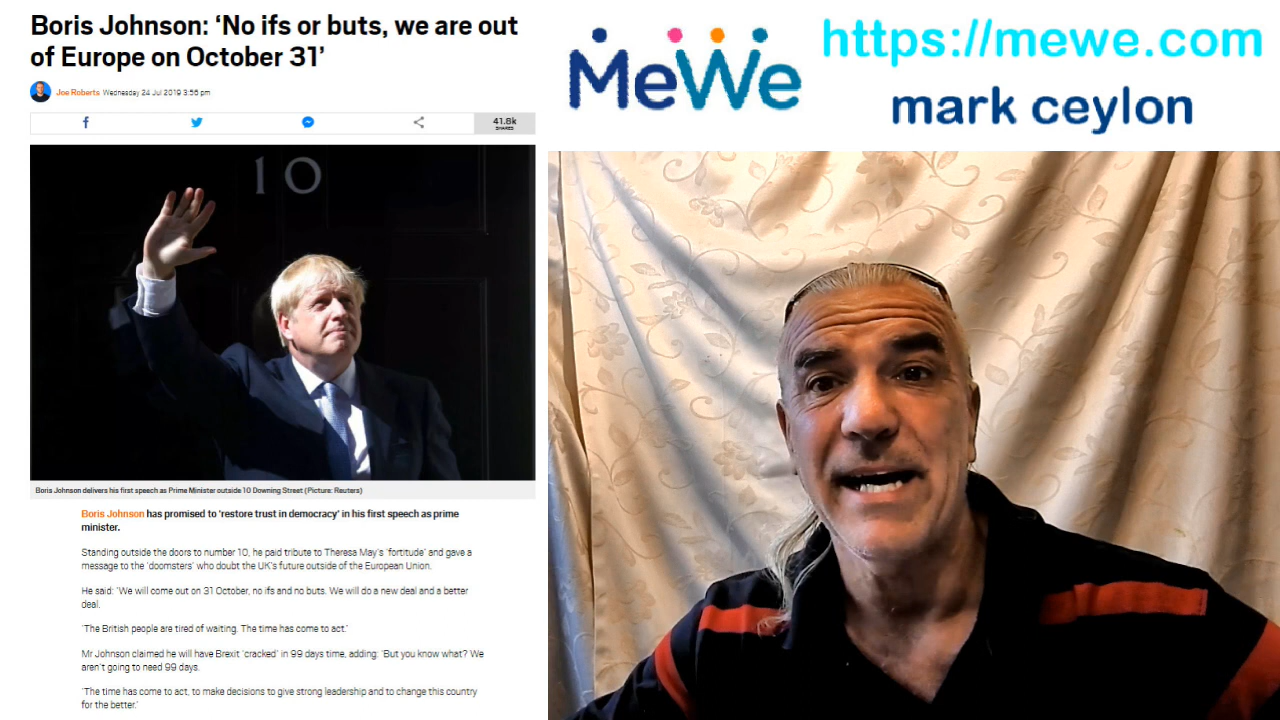 Boris Johnson: ‘No ifs or buts, we are out
of Europe on October 31’
Joe Roberts Wednesday 24 Jul 2019 3:56 pm
41.8k
SHARES
10
Boris Johnson delivers his first speech as Prime Minister outside 10 Downing Street (Picture: Reuters)
Boris Johnson has promised to ‘restore trust in democracy’ in his first speech as prime
minister.
Standing outside the doors to number 10, he paid tribute to Theresa May’s ‘fortitude’ and gave a
message to the ‘doomsters’ who doubt the UK’s future outside of the European Union.
He said: ‘We will come out on 31 October, no ifs and no buts. We will do a new deal and a better
deal.
‘The British people are tired of waiting. The time has come to act.’
Mr Johnson claimed he will have Brexit ‘cracked’ in 99 days time, adding: ‘But you know what? We
aren’t going to need 99 days.
‘The time has come to act, to make decisions to give strong leadership and to change this country
for the better.’
MeWe
https://mewe.com
mark ceylon